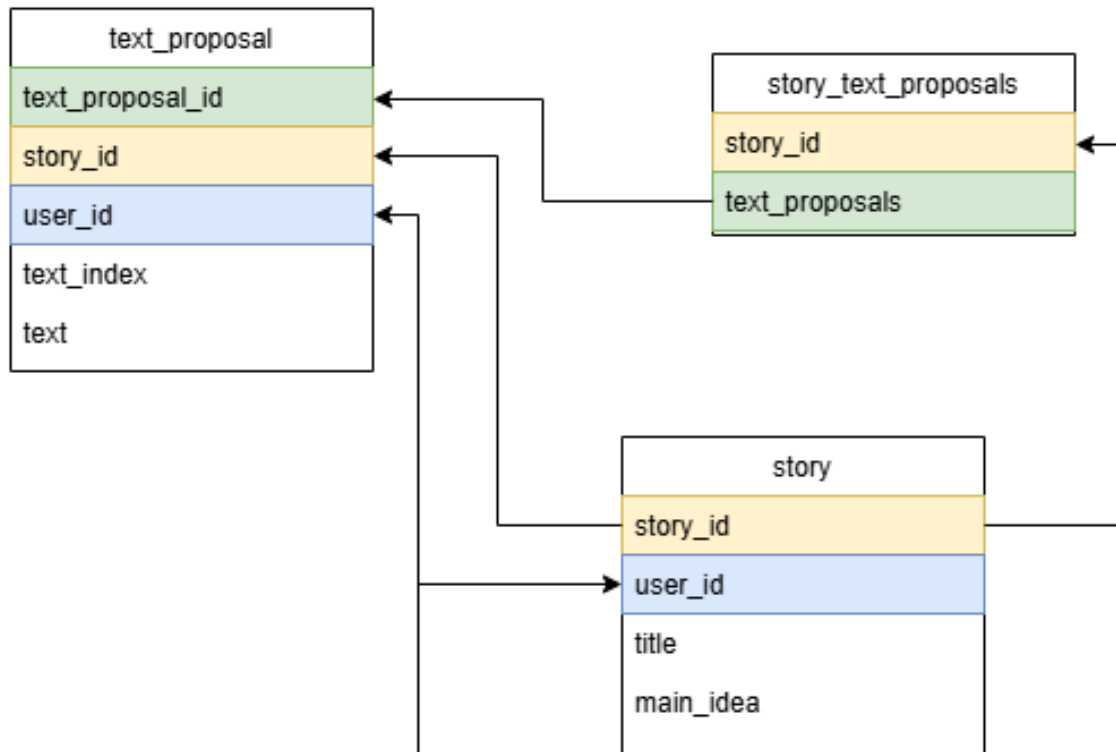 text_proposal
text_proposal_id
story_id
user_id
text_index
text
story_text_proposals
story_id
text_proposals
story
story_id
user_id
title
main_idea